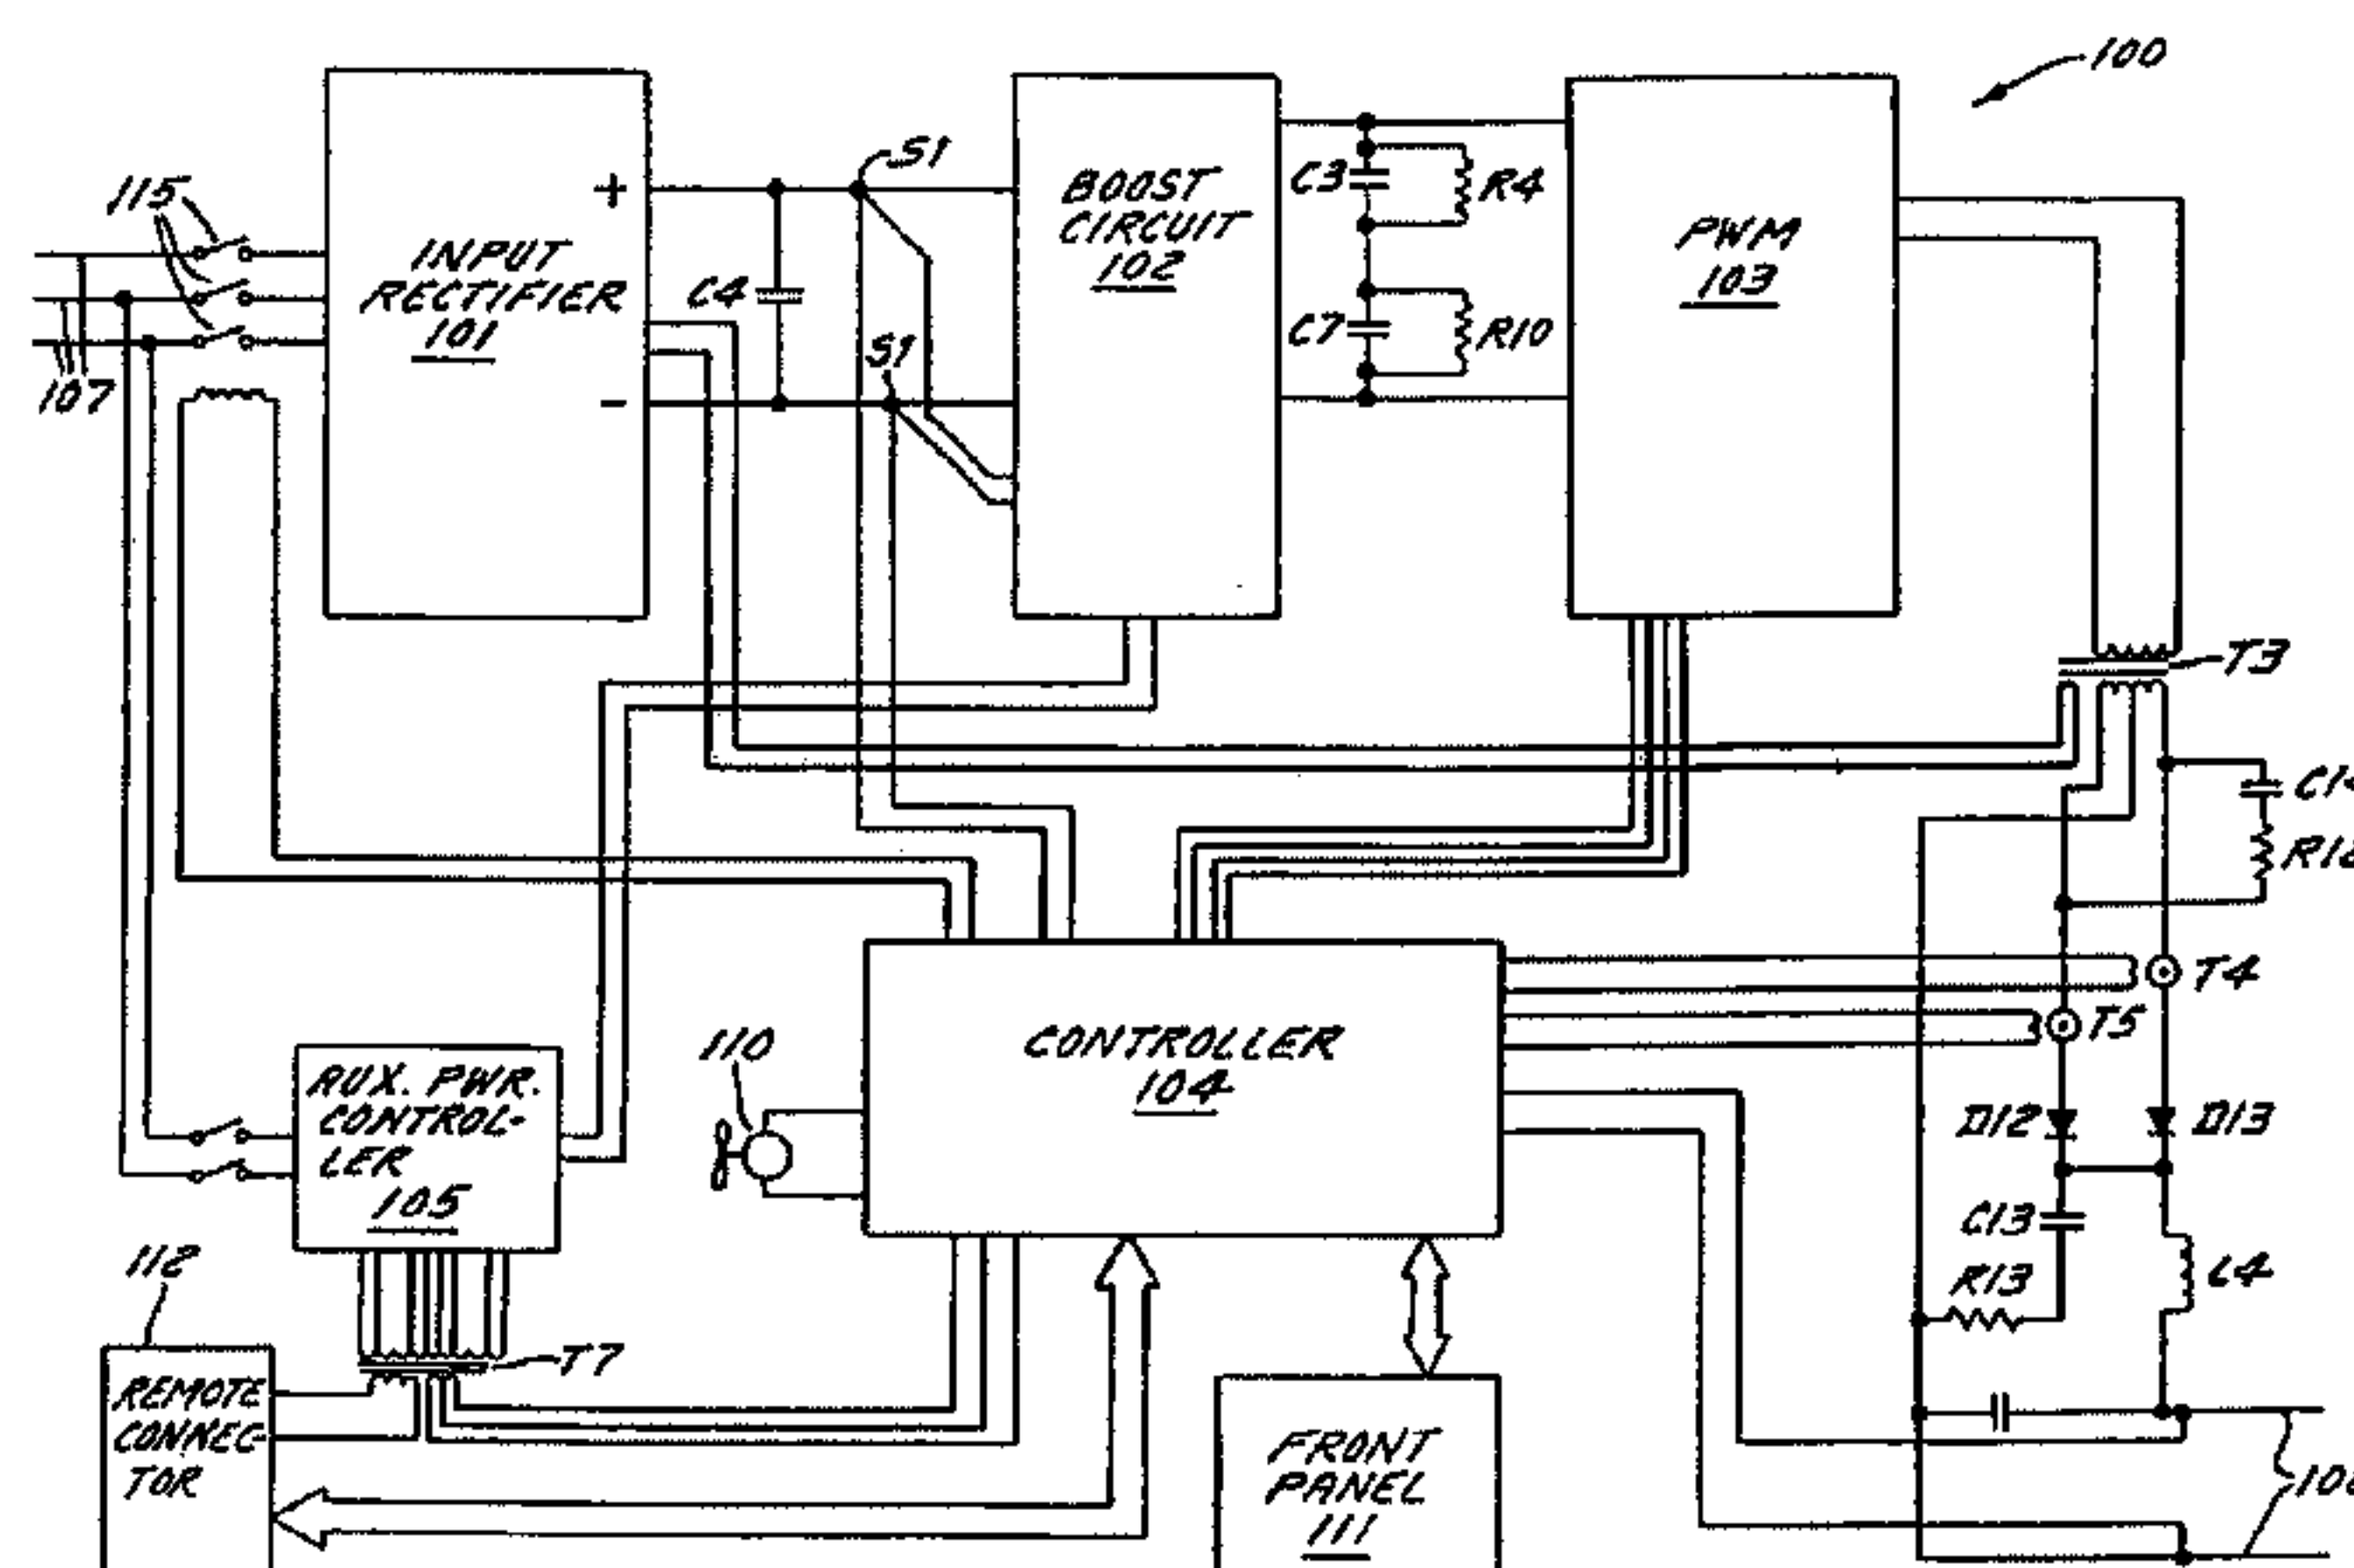 100
S1
115
+
BOOST
CIRCUIT
102
C3
R4
PWM
103
INPUT
RECTIFIER
101
C4
C7
R10
S1
107
-
T3
T4
T5
110
CONTROLLER
104
AUX. PWR.
CONTROL-
LER
105
D12
D13
C13
R13
L4
112
T7
REMOTE
CONNEC-
TOR
FRONT
PANEL
111